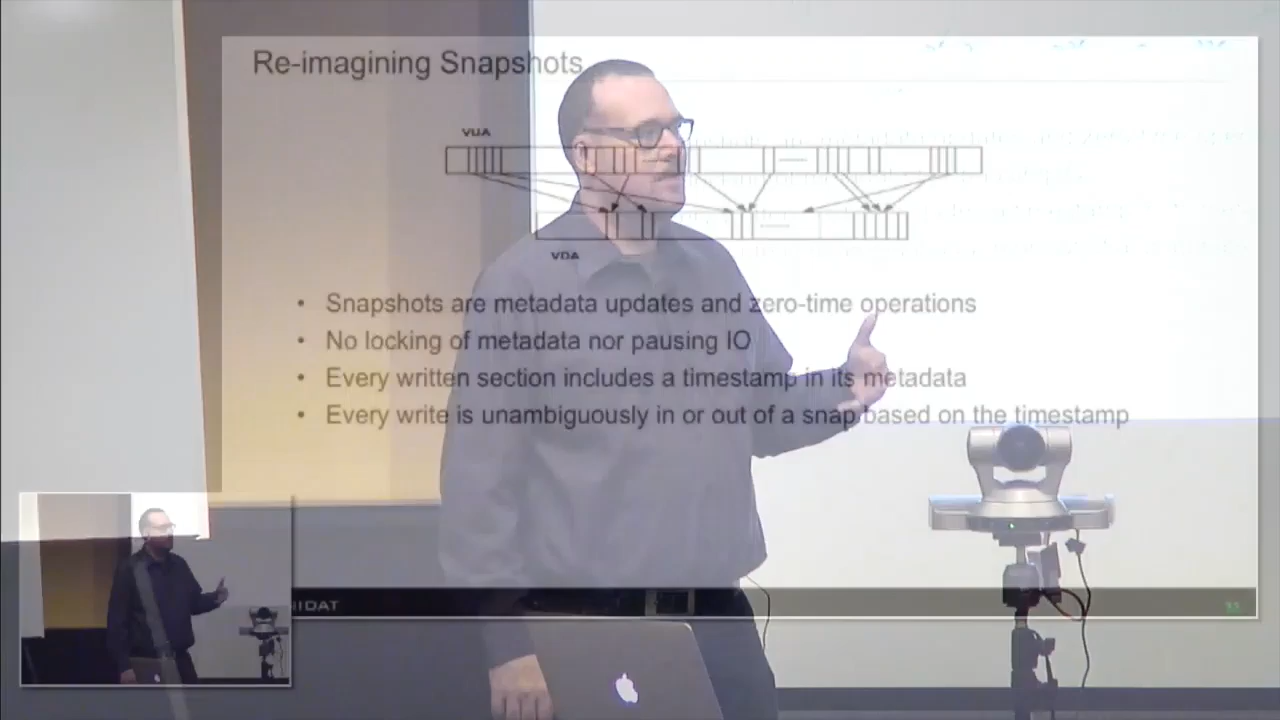 Re-imagining Snapshots
VUA
VDA
• Snapshots are metadata updates and zero-time operations
• No locking of metadata nor pausing IO
• Every written section includes a timestamp in its metadata
• Every write is unambiguously in or out of a snap based on the timestamp
NIDAT